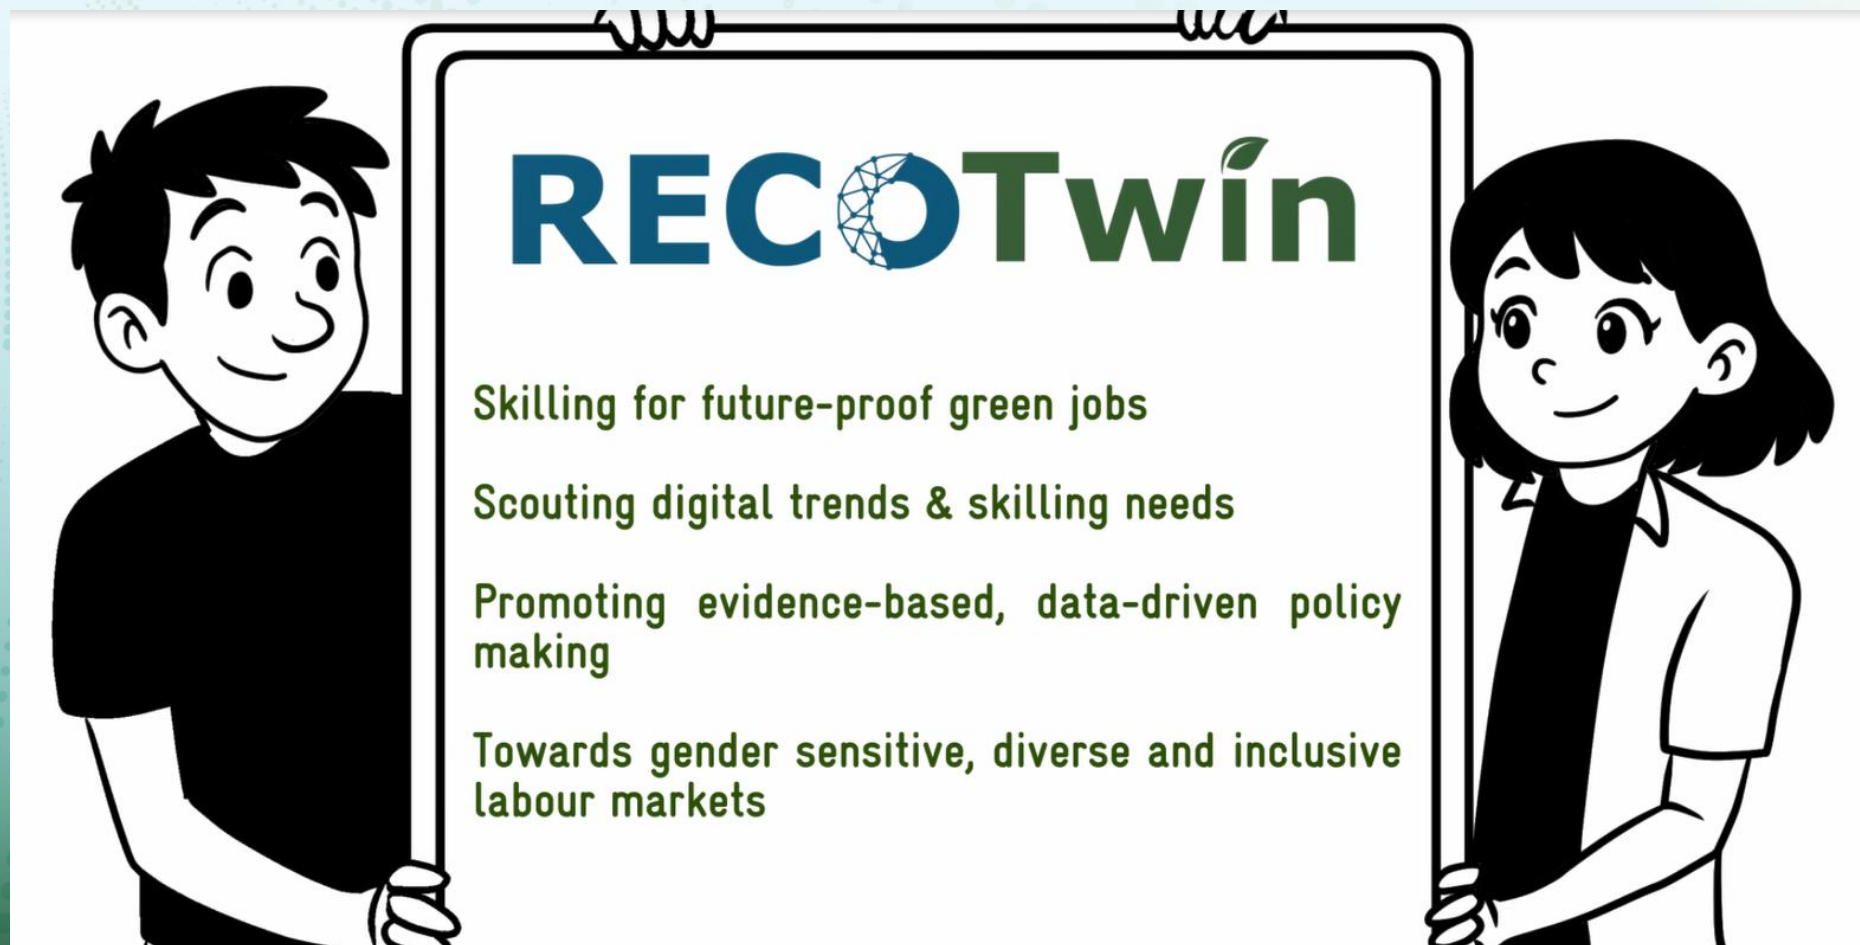 RECOTwin
Skilling for future-proof green jobs
Scouting digital trends & skilling needs
Promoting evidence-based, data-driven policy
making
Towards gender sensitive, diverse and inclusive
labour markets